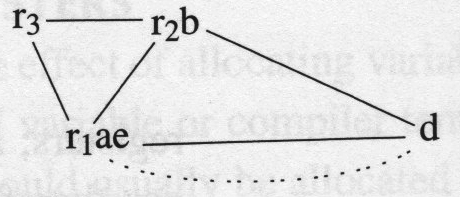 r₃ r₂b
r₁ae d